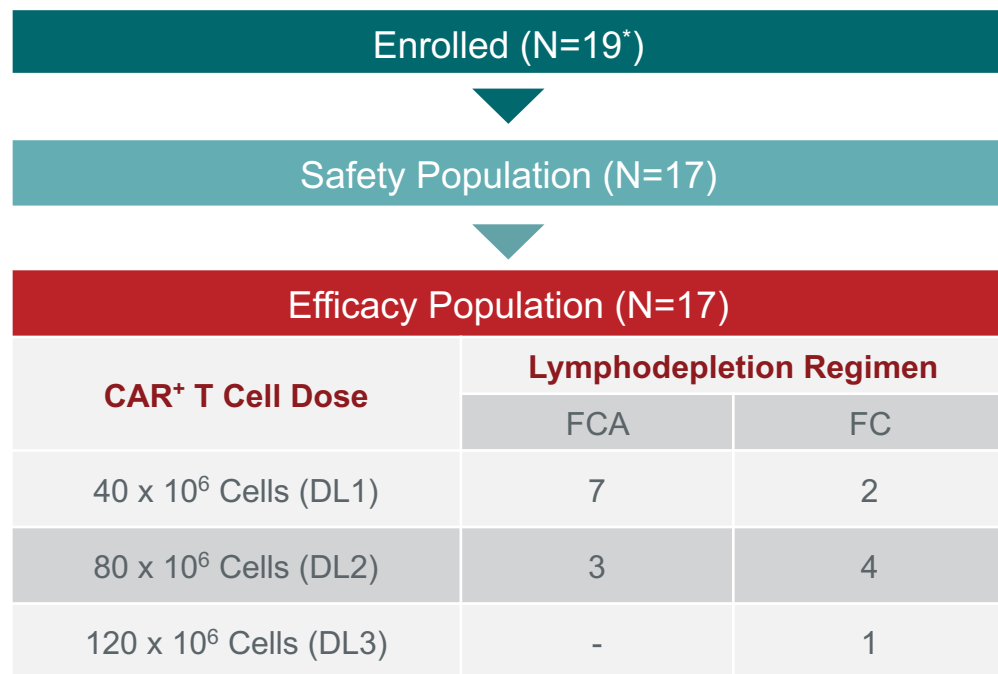 Enrolled (N=19*)
Safety Population (N=17)
Efficacy Population (N=17)
CAR⁺ T Cell Dose
Lymphodepletion Regimen
FCA FC
40 x 10⁶ Cells (DL1) 7 2
80 x 10⁶ Cells (DL2) 3 4
120 x 10⁶ Cells (DL3) - 1